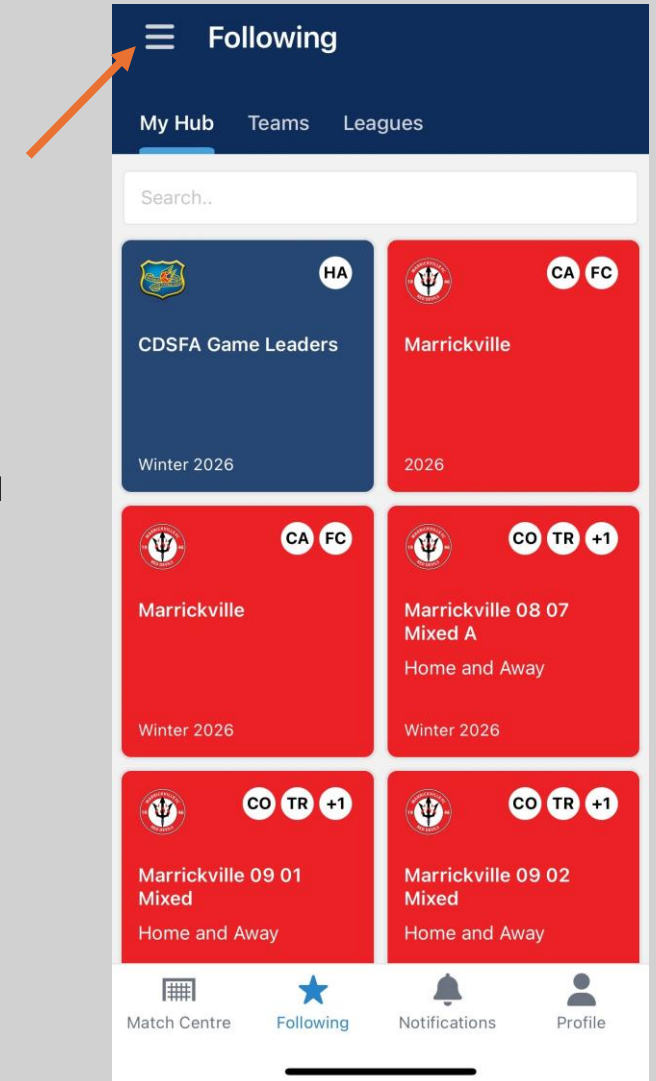 Following
My Hub Teams Leagues
Search..
HA
CDSFA Game Leaders
Winter 2026
CA FC
Marrickville
2026
CA FC
Marrickville
Winter 2026
CO TR +1
Marrickville 08 07
Mixed A
Home and Away
Winter 2026
CO TR +1
Marrickville 09 01
Mixed
Home and Away
CO TR +1
Marrickville 09 02
Mixed
Home and Away
Match Centre Following Notifications Profile